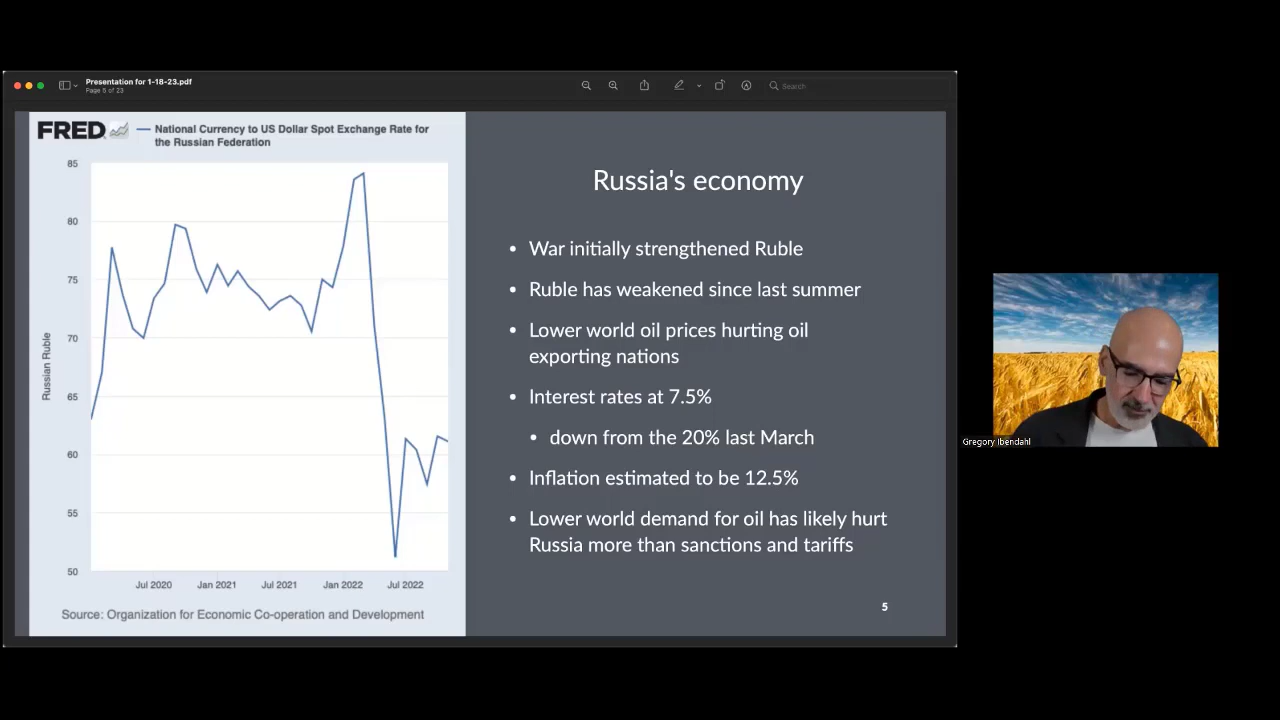 Presentation for 1-18-23.pdf
Page 5 of 23
Search
FRED
National Currency to US Dollar Spot Exchange Rate for
the Russian Federation
85
80
75
70
65
60
55
50
Russian Ruble
Jul 2020
Jan 2021
Jul 2021
Jan 2022
Jul 2022
Source: Organization for Economic Co-operation and Development
Russia's economy
• War initially strengthened Ruble
• Ruble has weakened since last summer
• Lower world oil prices hurting oil
exporting nations
• Interest rates at 7.5%
• down from the 20% last March
• Inflation estimated to be 12.5%
• Lower world demand for oil has likely hurt
Russia more than sanctions and tariffs
5
Gregory Ibendahl